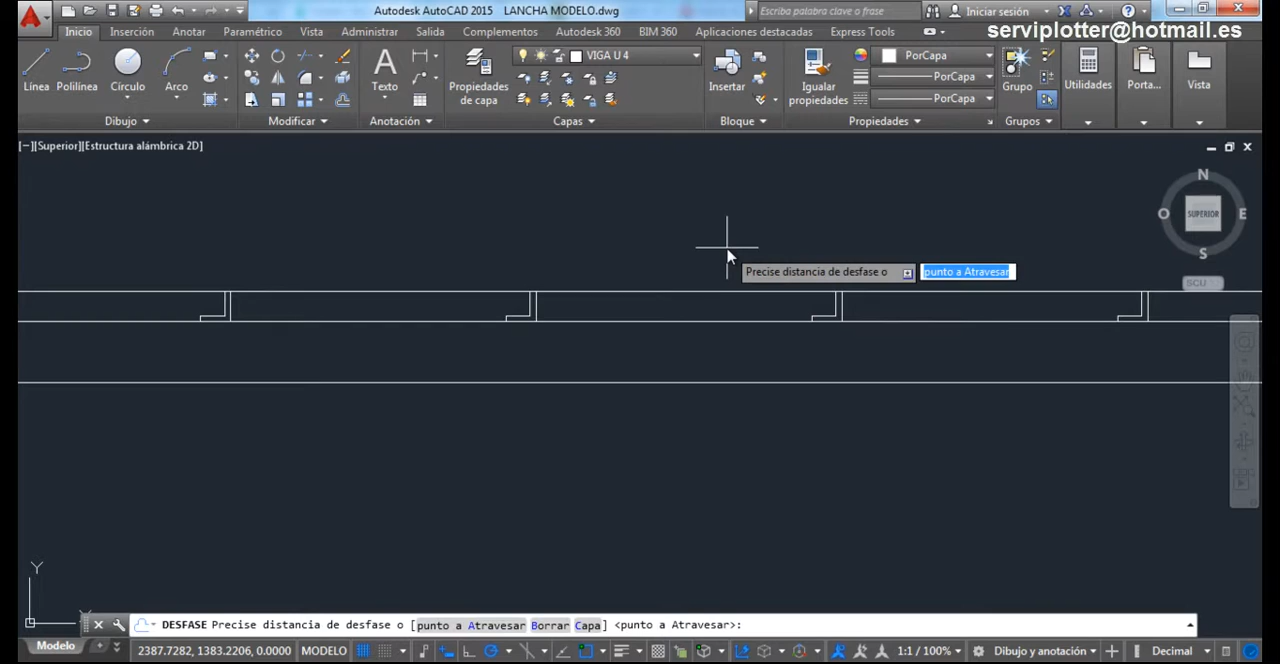 Autodesk AutoCAD 2015 LANCHA MODELO.dwg
Escriba palabra clave o frase
Iniciar sesión
Inicio Inserción Anotar Paramétrico Vista Administrar Salida Complementos Autodesk 360 BIM 360 Aplicaciones destacadas Express Tools
serviplotter@hotmail.es
VIGA U 4
PorCapa
PorCapa
PorCapa
Línea Polilínea Círculo Arco
Texto
Propiedades de capa
Insertar
Igualar propiedades
Grupo
Utilidades
Porta...
Vista
Dibujo Modificar Anotación Capas Bloque Propiedades Grupos
[−][Superior][Estructura alámbrica 2D]
N
O SUPERIOR E
S
SCU
Precise distancia de desfase o punto a Atravesar
Y
DESFASE Precise distancia de desfase o [punto a Atravesar Borrar Capa] <punto a Atravesar>:
Modelo 2387.7282, 1383.2206, 0.0000 MODELO 1:1 / 100% Dibujo y anotación Decimal